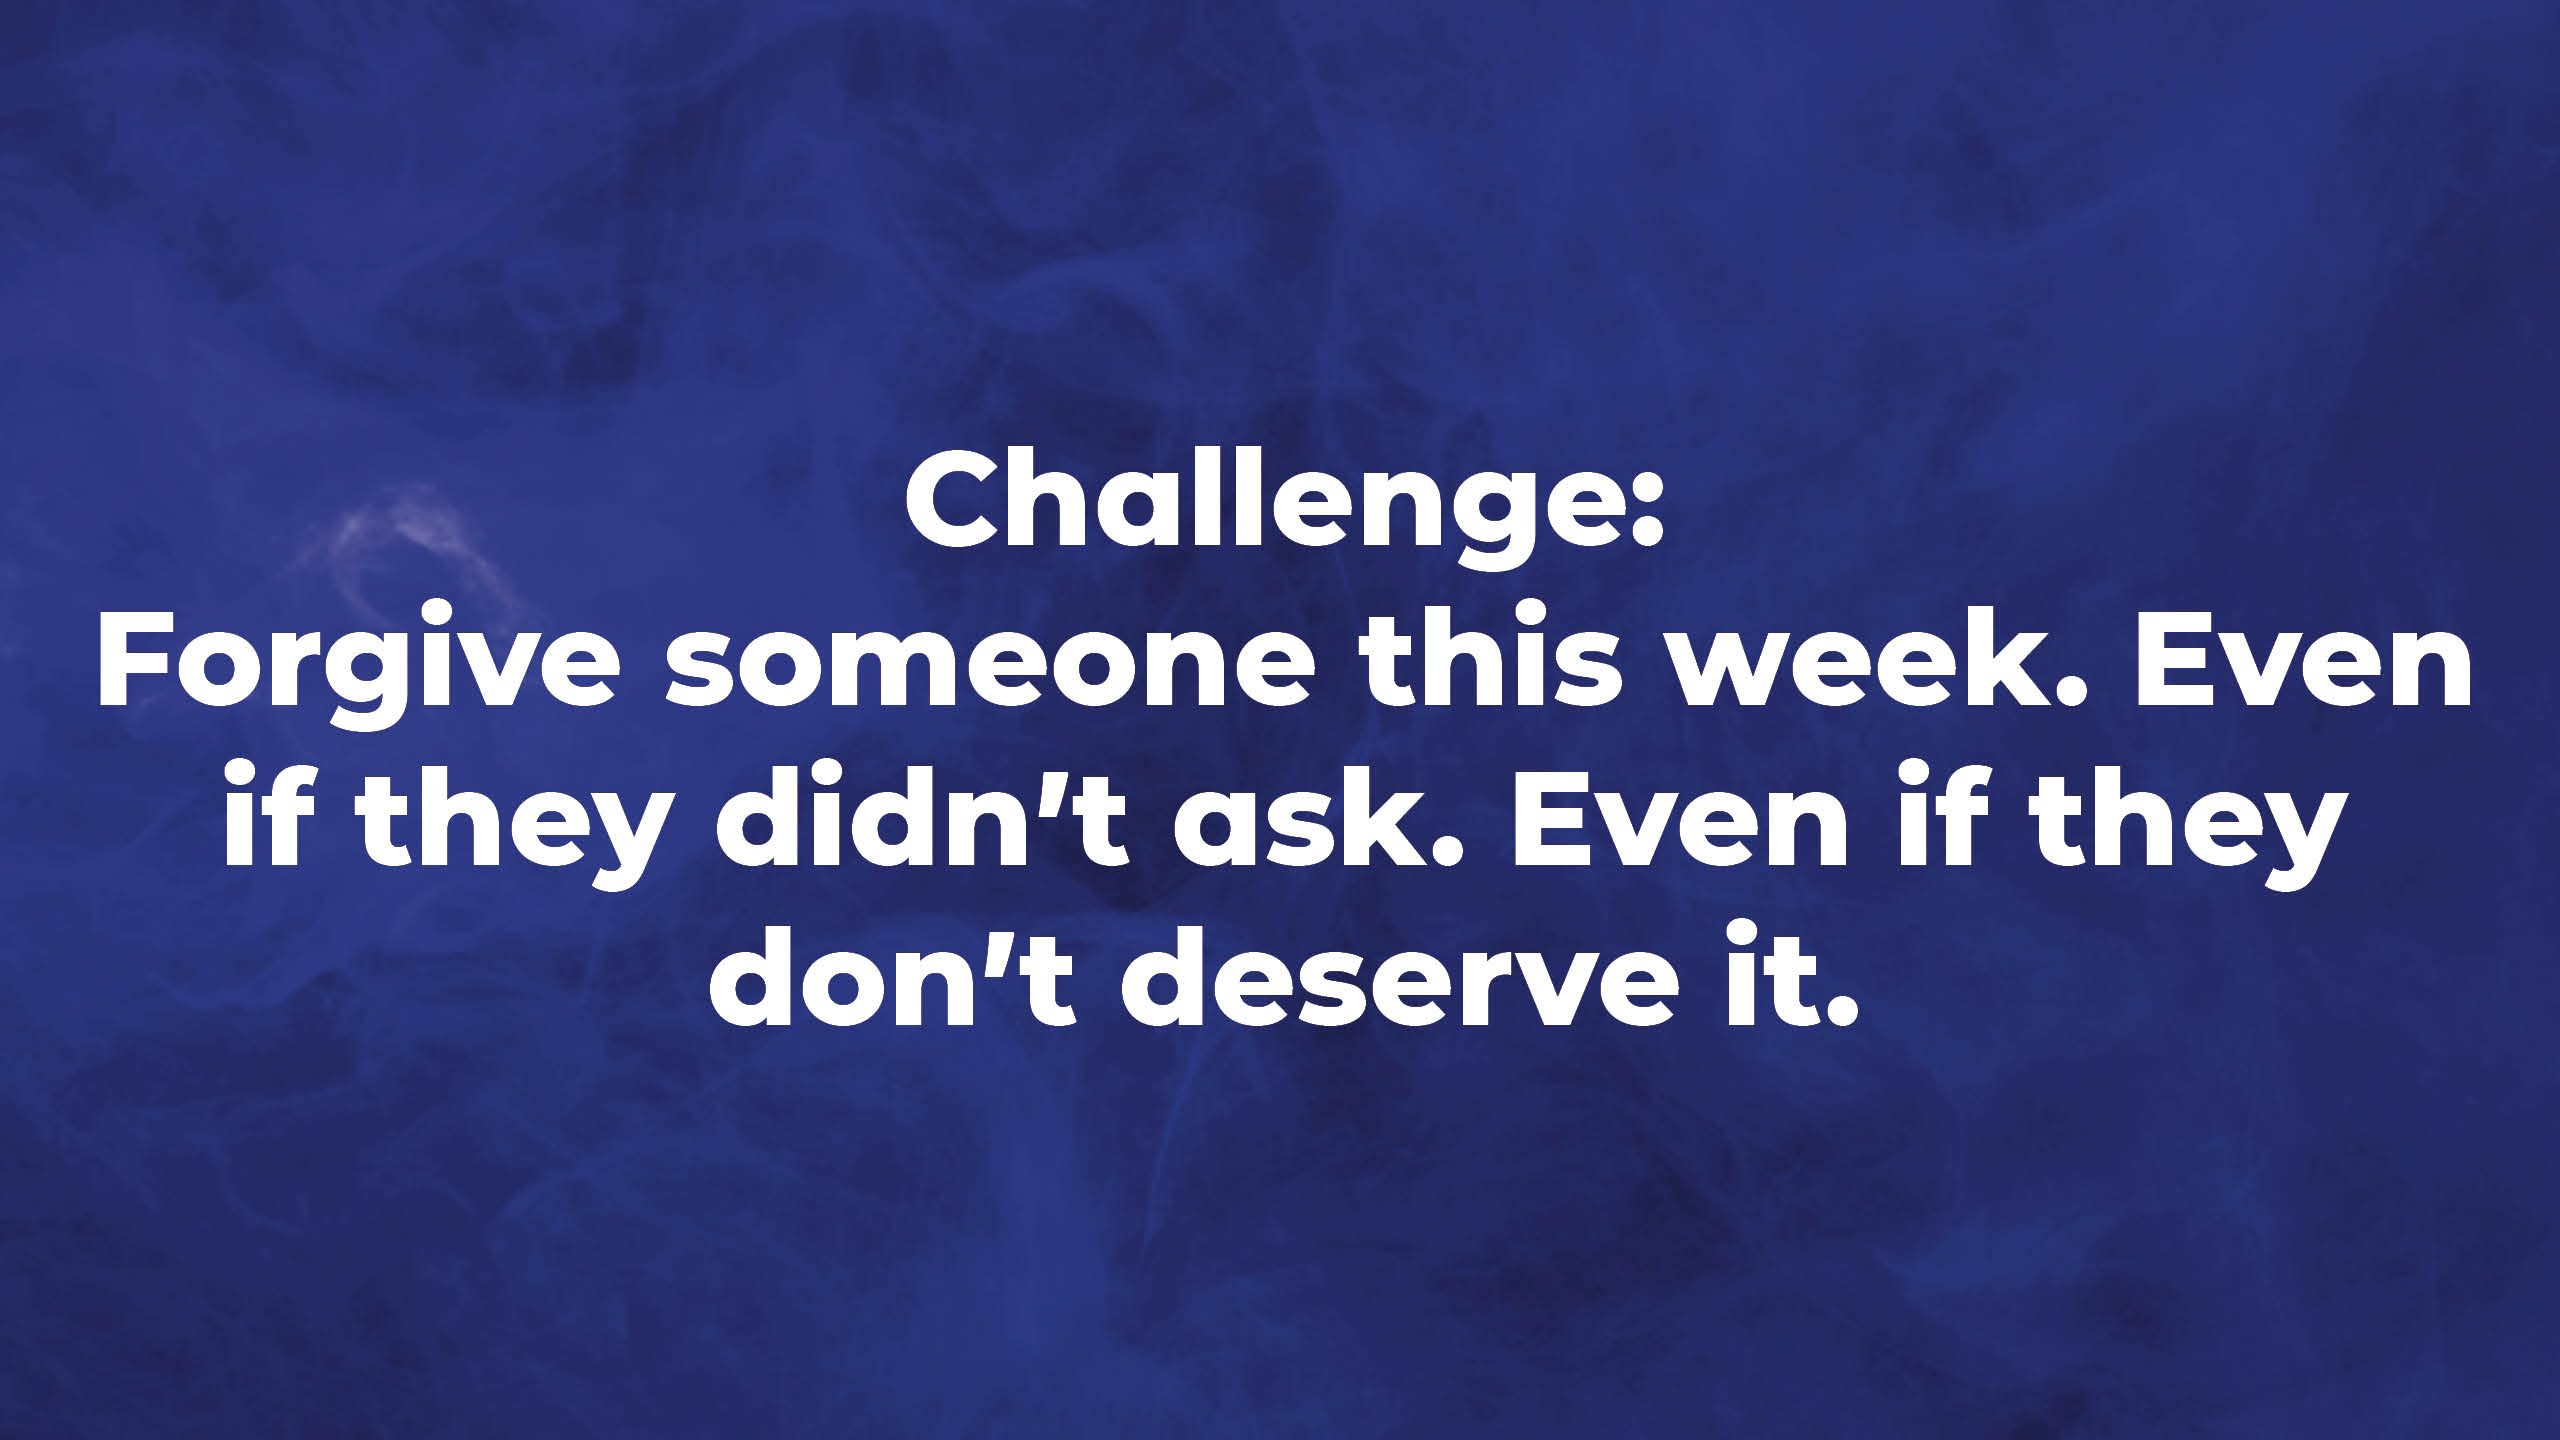 Challenge:
Forgive someone this week. Even
if they didn’t ask. Even if they
don’t deserve it.